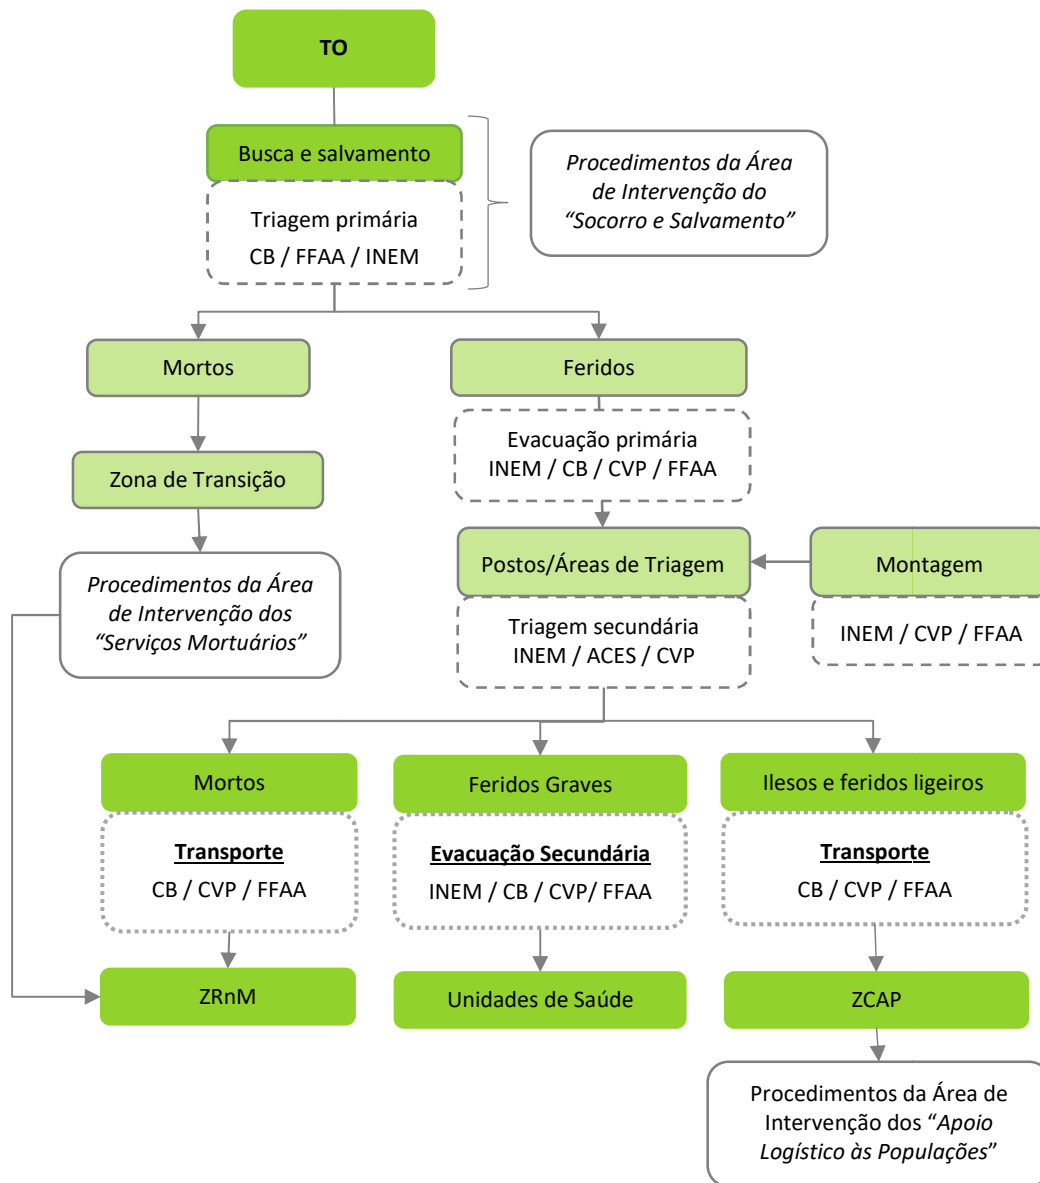 TO
Busca e salvamento
Triagem primária
CB / FFAA / INEM
Procedimentos da Área
de Intervenção do
“Socorro e Salvamento”
Mortos
Feridos
Evacuação primária
INEM / CB / CVP / FFAA
Zona de Transição
Procedimentos da Área
de Intervenção dos
“Serviços Mortuários”
Postos/Áreas de Triagem
Triagem secundária
INEM / ACES / CVP
Montagem
INEM / CVP / FFAA
Mortos
Transporte
CB / CVP / FFAA
Feridos Graves
Evacuação Secundária
INEM / CB / CVP/ FFAA
Ilesos e feridos ligeiros
Transporte
CB / CVP / FFAA
ZRnM
Unidades de Saúde
ZCAP
Procedimentos da Área de
Intervenção dos “Apoio
Logístico às Populações”